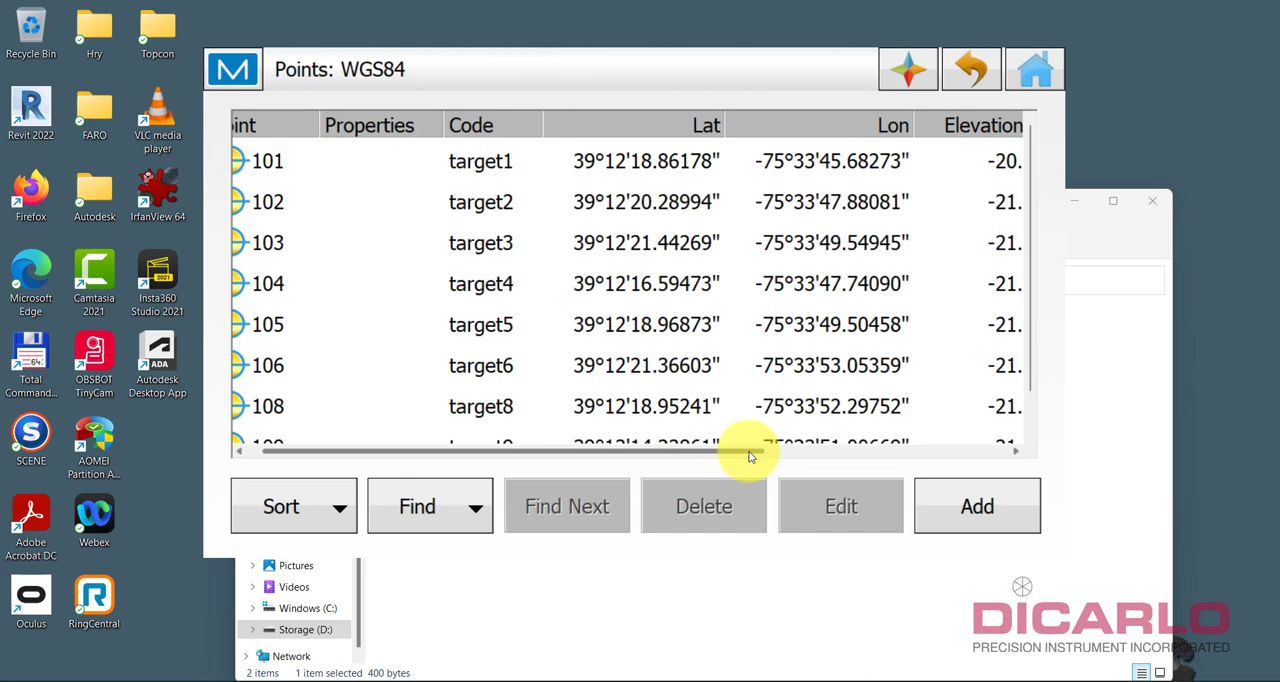 Recycle Bin
Hry
Topcon
Revit 2022
FARO
VLC media
player
Firefox
Autodesk
IrfanView 64
Microsoft
Edge
Camtasia
2021
Insta360
Studio 2021
Total
Comman...
OBSBOT
TinyCam
Autodesk
Desktop App
SCENE
AOMEI
Partition A...
Adobe
Acrobat DC
Webex
Oculus
RingCentral
Points: WGS84
oint Properties Code Lat Lon Elevation
101 target1 39°12'18.86178" -75°33'45.68273" -20.
102 target2 39°12'20.28994" -75°33'47.88081" -21.
103 target3 39°12'21.44269" -75°33'49.54945" -21.
104 target4 39°12'16.59473" -75°33'47.74090" -21.
105 target5 39°12'18.96873" -75°33'49.50458" -21.
106 target6 39°12'21.36603" -75°33'53.05359" -21.
108 target8 39°12'18.95241" -75°33'52.29752" -21.
Sort Find Find Next Delete Edit Add
Pictures
Videos
Windows (C:)
Storage (D:)
Network
2 items 1 item selected 400 bytes
DICARLO
PRECISION INSTRUMENT INCORPORATED